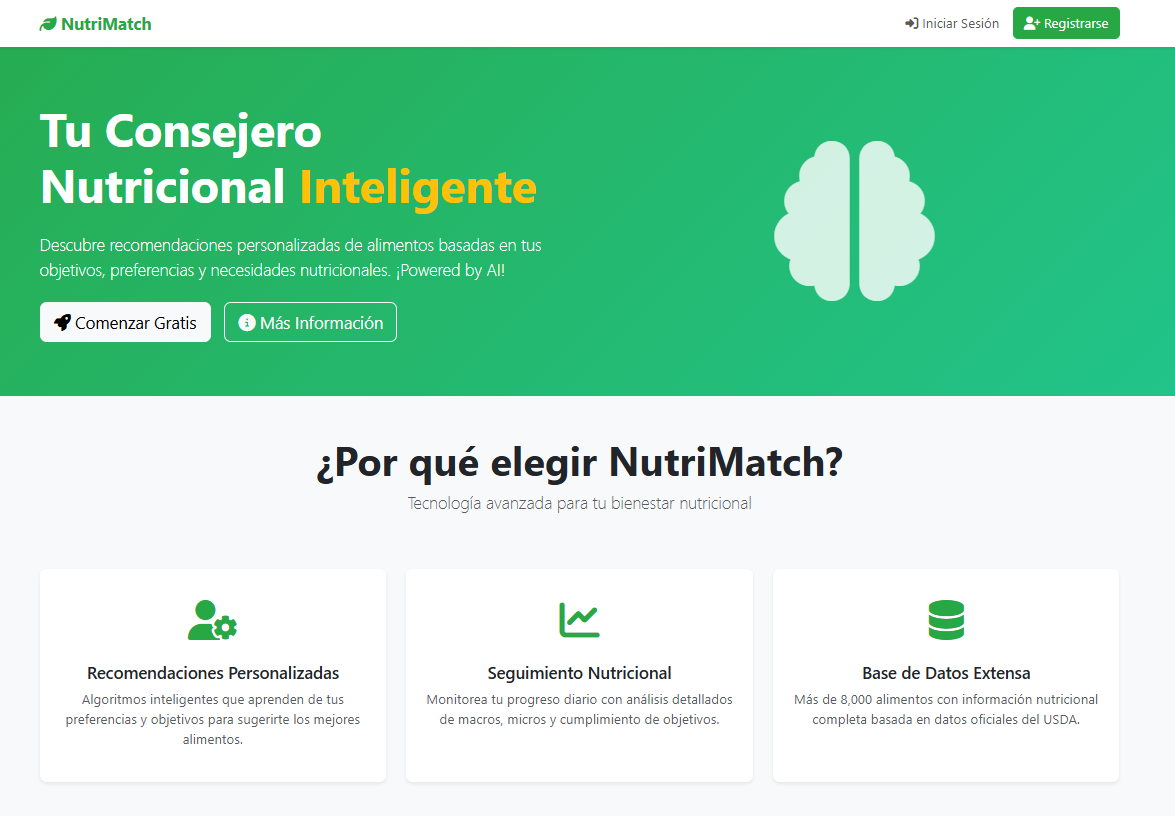 NutriMatch
Iniciar Sesión
Registrarse
Tu Consejero
Nutricional Inteligente
Descubre recomendaciones personalizadas de alimentos basadas en tus
objetivos, preferencias y necesidades nutricionales. ¡Powered by AI!
Comenzar Gratis
Más Información
¿Por qué elegir NutriMatch?
Tecnología avanzada para tu bienestar nutricional
Recomendaciones Personalizadas
Algoritmos inteligentes que aprenden de tus
preferencias y objetivos para sugerirte los mejores
alimentos.
Seguimiento Nutricional
Monitorea tu progreso diario con análisis detallados
de macros, micros y cumplimiento de objetivos.
Base de Datos Extensa
Más de 8,000 alimentos con información nutricional
completa basada en datos oficiales del USDA.